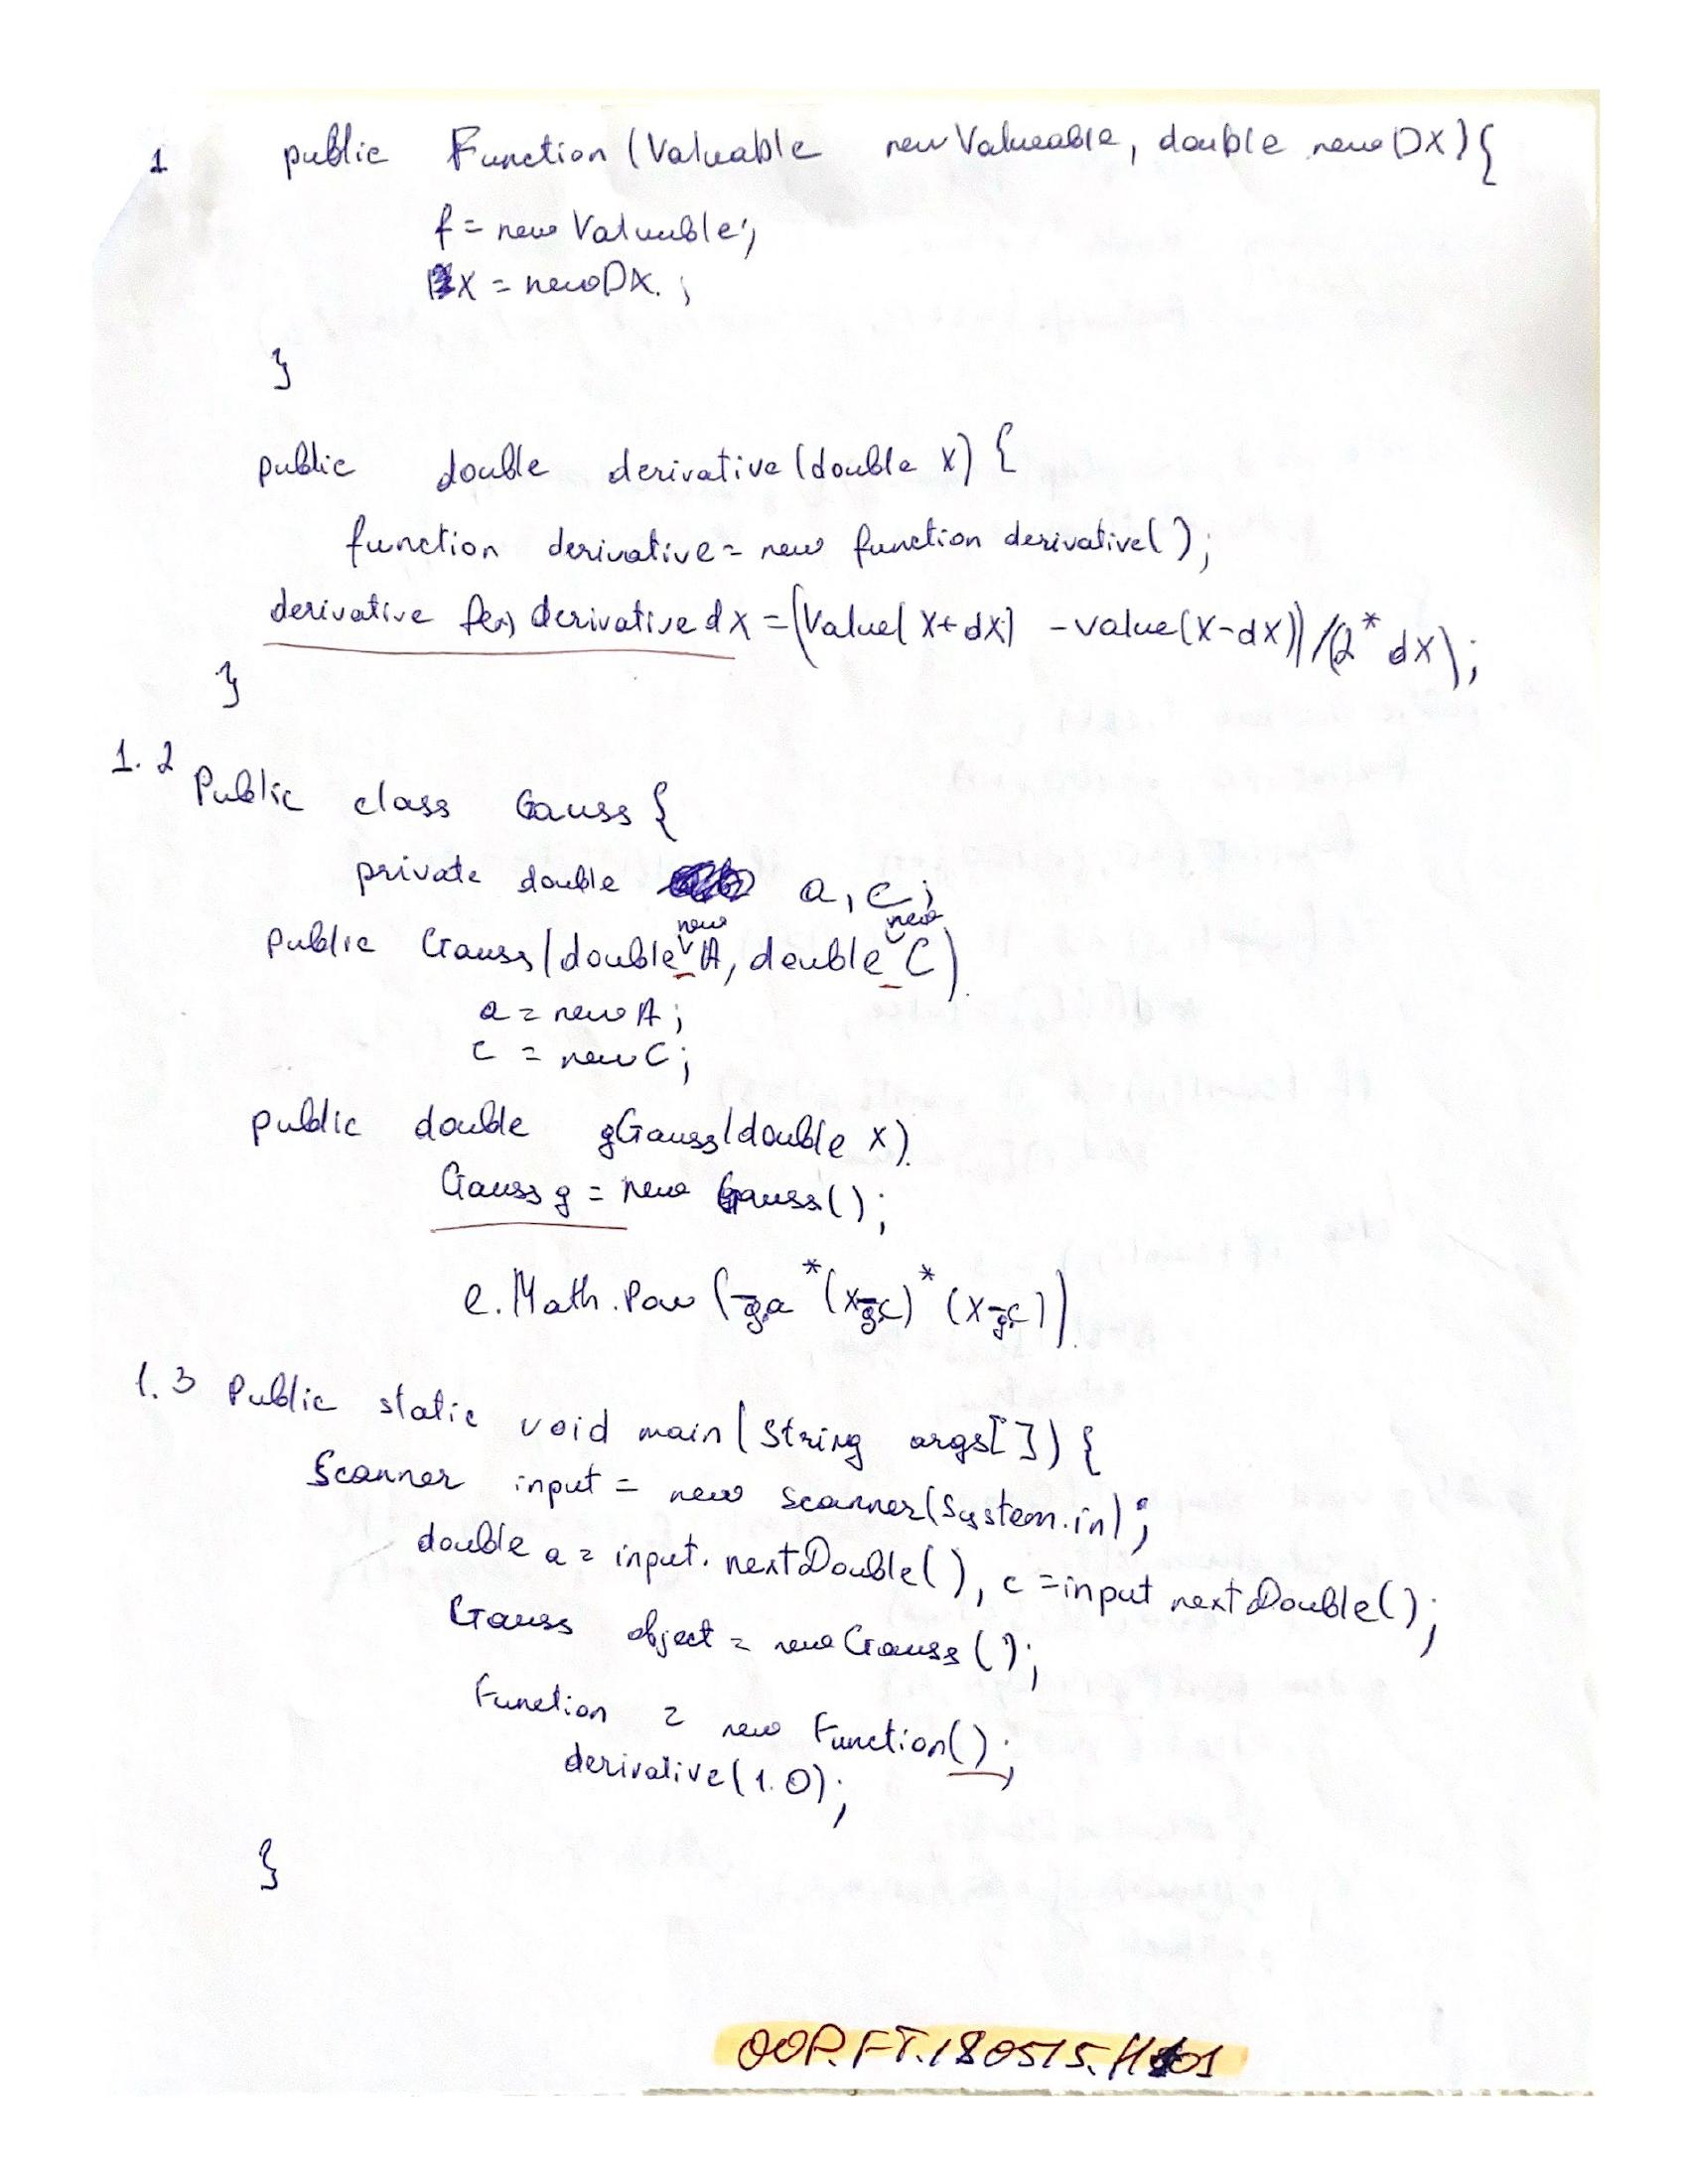 1 public Function (Valuable newValueable, double newDX) {
f = new Valuable;
x = newDX. ;
}
public double derivative (double x) {
function derivative = new function derivative( );
derivative f(x) derivative dx = (Value( x+dx) - value(x-dx)) /(2* dx);
}
1.2 Public class Gauss {
private double a, c;
new new
public Gauss (double A, double C)
a = new A;
c = new C;
public double gGauss (double x)
Gauss g = new Gauss();
e.Math.Pow (-g.a *(x-g.c)* (x-g.c))
1.3 Public static void main (String args[ ]) {
Scanner input = new Scanner(System.in);
double a = input. nextDouble( ), c =input nextDouble( );
Gauss object = new Gauss ( );
Function = new Function( );
derivative (1.0);
}
OOP.FT.180515.H01